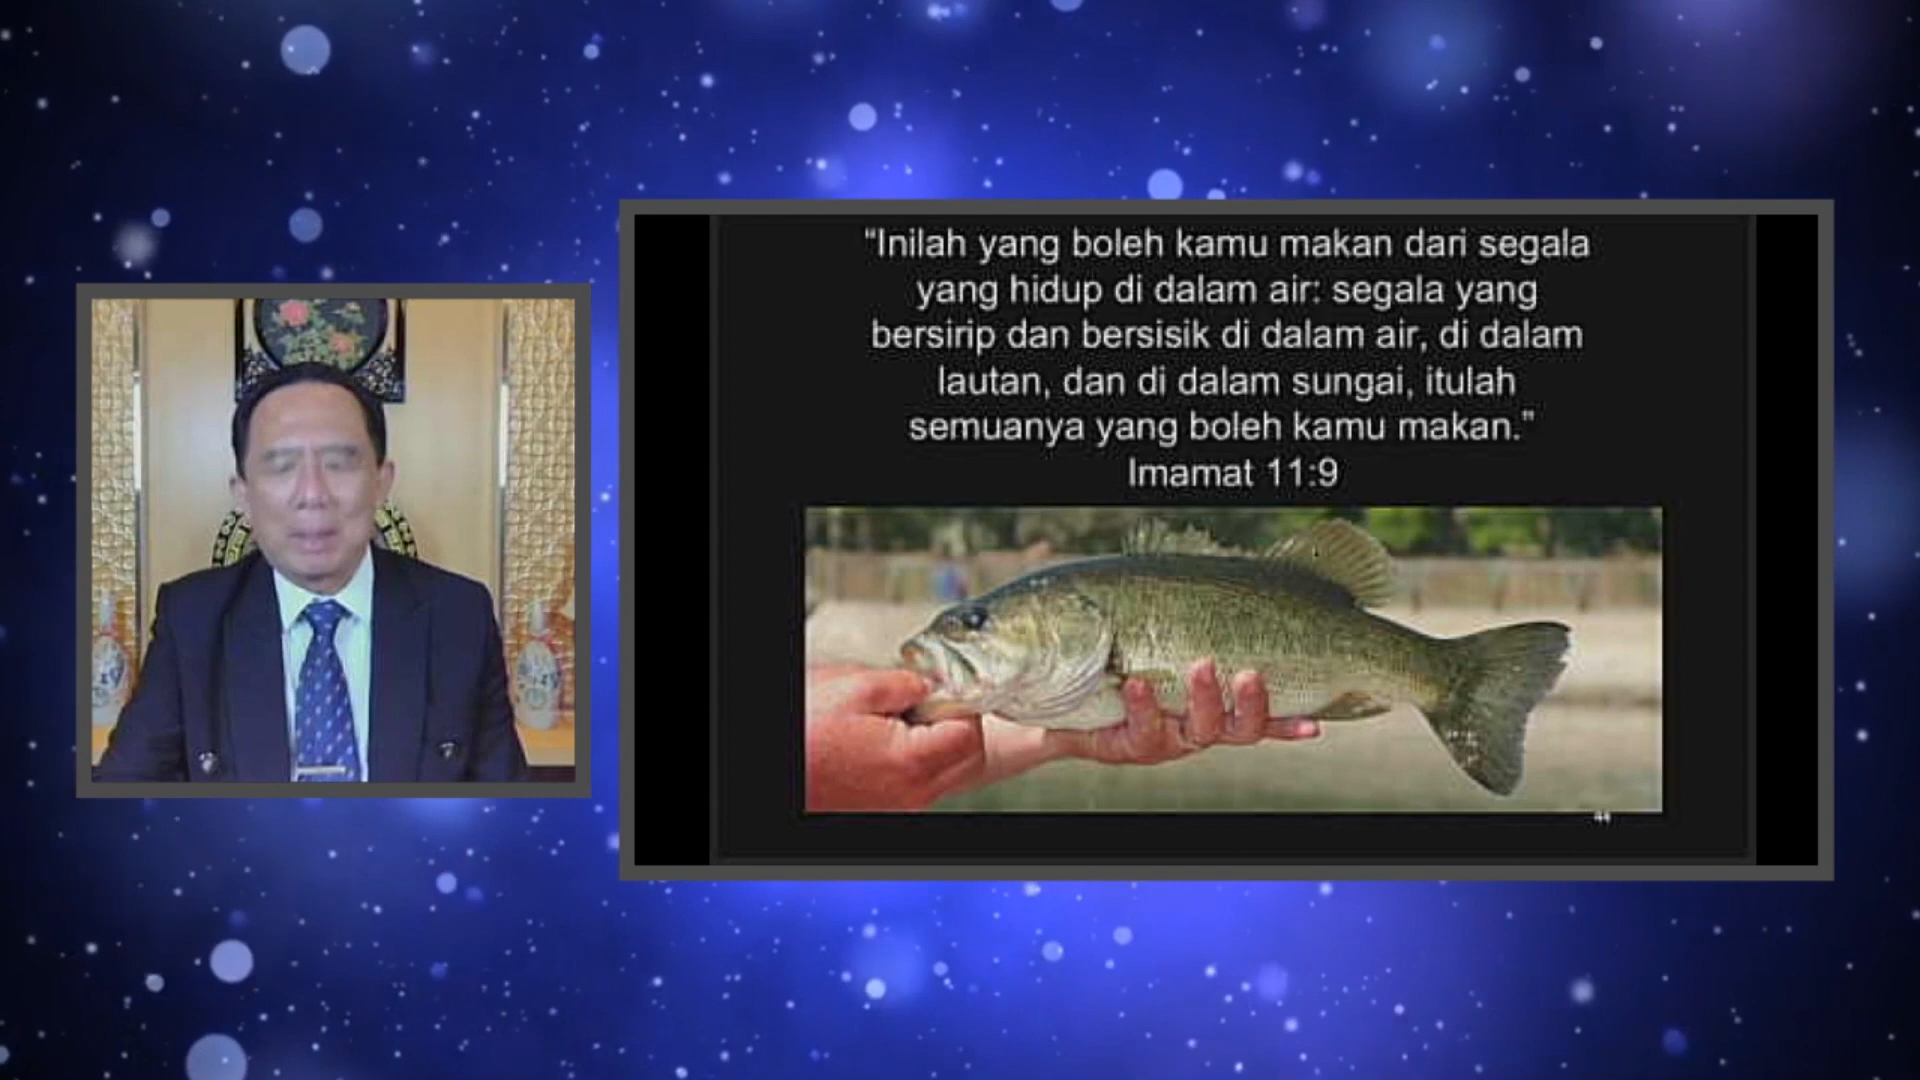 “Inilah yang boleh kamu makan dari segala
yang hidup di dalam air: segala yang
bersirip dan bersisik di dalam air, di dalam
lautan, dan di dalam sungai, itulah
semuanya yang boleh kamu makan.”
Imamat 11:9
44